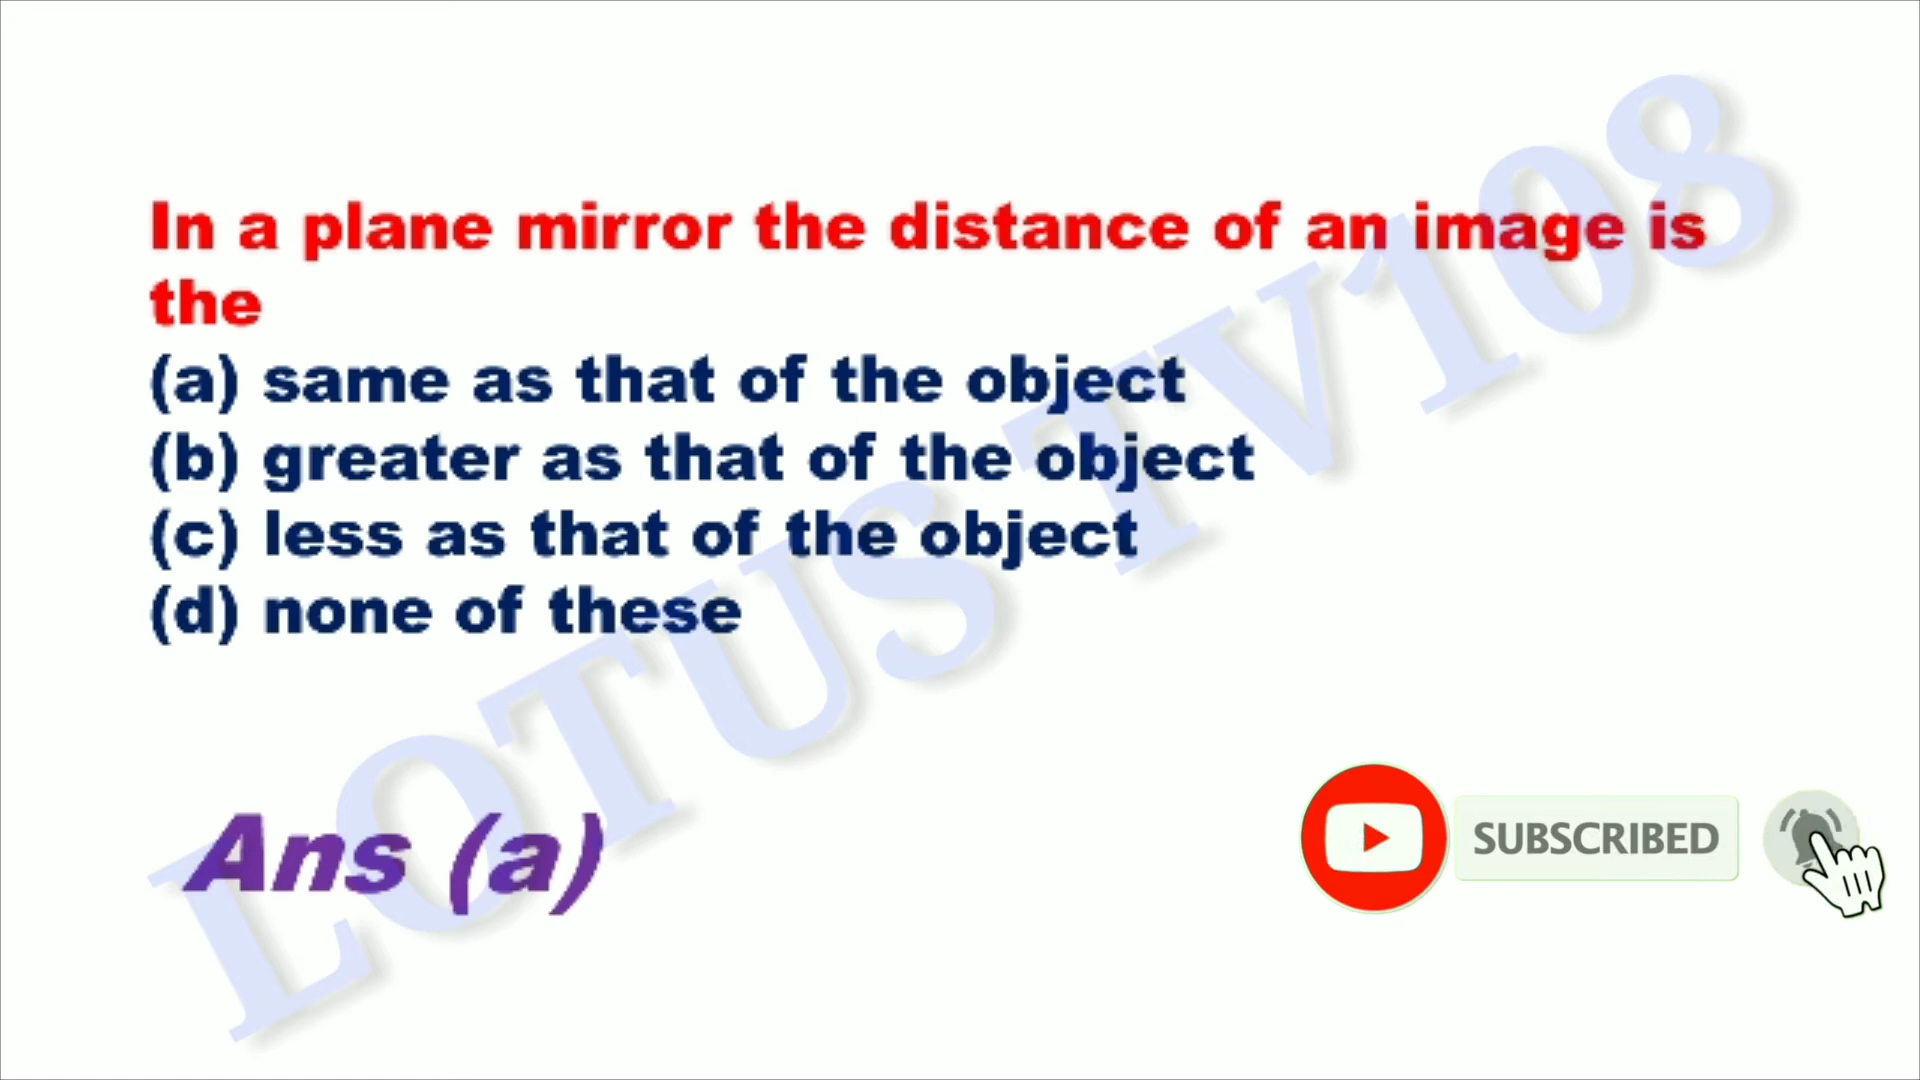 In a plane mirror the distance of an image is
the
(a) same as that of the object
(b) greater as that of the object
(c) less as that of the object
(d) none of these
Ans (a)
SUBSCRIBED
LOTUS TV108